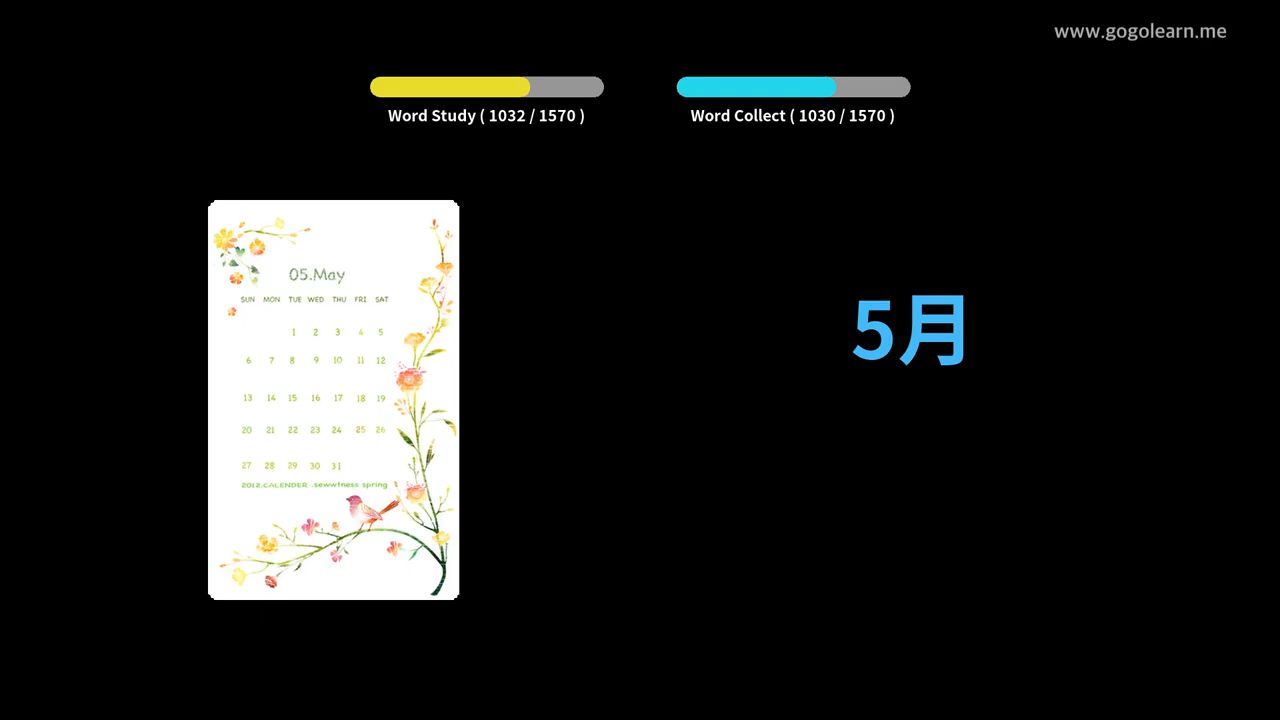 www.gogolearn.me
Word Study ( 1032 / 1570 )
Word Collect ( 1030 / 1570 )
05.May
SUN MON TUE WED THU FRI SAT
1 2 3 4 5
6 7 8 9 10 11 12
13 14 15 16 17 18 19
20 21 22 23 24 25 26
27 28 29 30 31
2012.CALENDER .sewwtness spring
5月